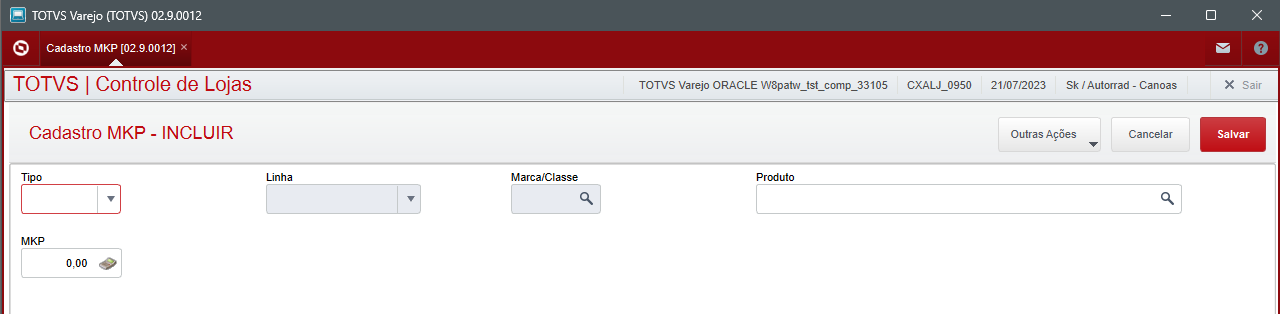 TOTVS Varejo (TOTVS) 02.9.0012
Cadastro MKP [02.9.0012] ×
TOTVS | Controle de Lojas
TOTVS Varejo ORACLE W8patw_tst_comp_33105
CXALJ_0950
21/07/2023
Sk / Autorrad - Canoas
Sair
Cadastro MKP - INCLUIR
Outras Ações
Cancelar
Salvar
Tipo
Linha
Marca/Classe
Produto
MKP
0,00